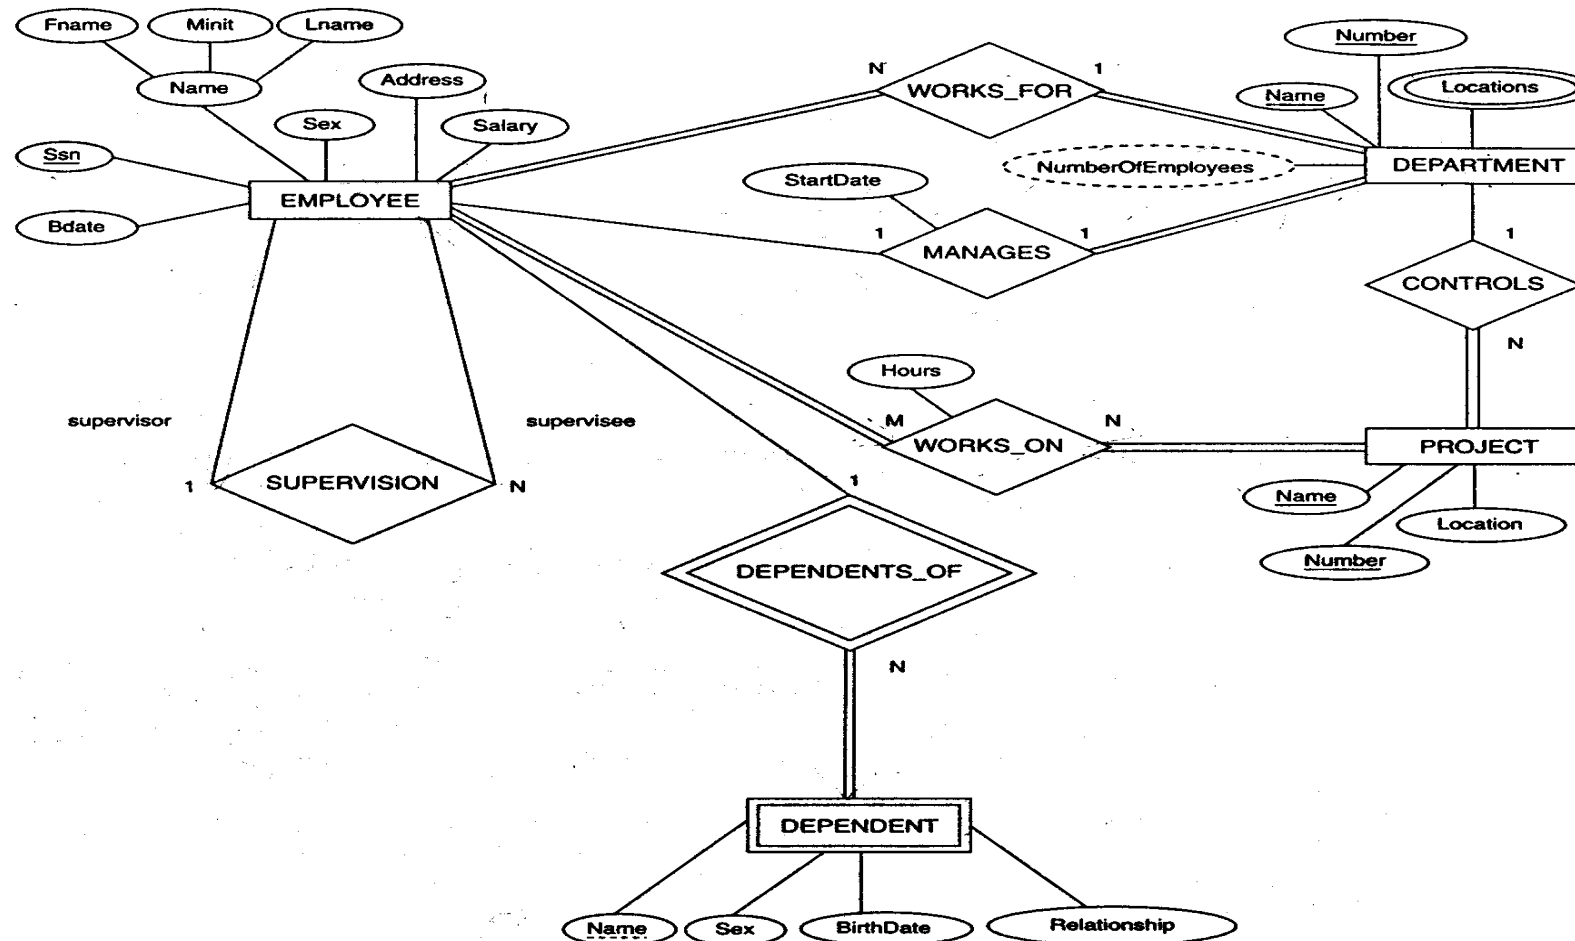 Fname
Minit
Lname
Number
Address
N
1
Name
WORKS_FOR
Name
Locations
Sex
Salary
Ssn
NumberOfEmployees
DEPARTMENT
StartDate
EMPLOYEE
Bdate
1
MANAGES
1
1
CONTROLS
N
Hours
supervisor
supervisee
M
WORKS_ON
N
PROJECT
1
SUPERVISION
N
1
Name
Location
Number
DEPENDENTS_OF
N
DEPENDENT
Name
Sex
BirthDate
Relationship